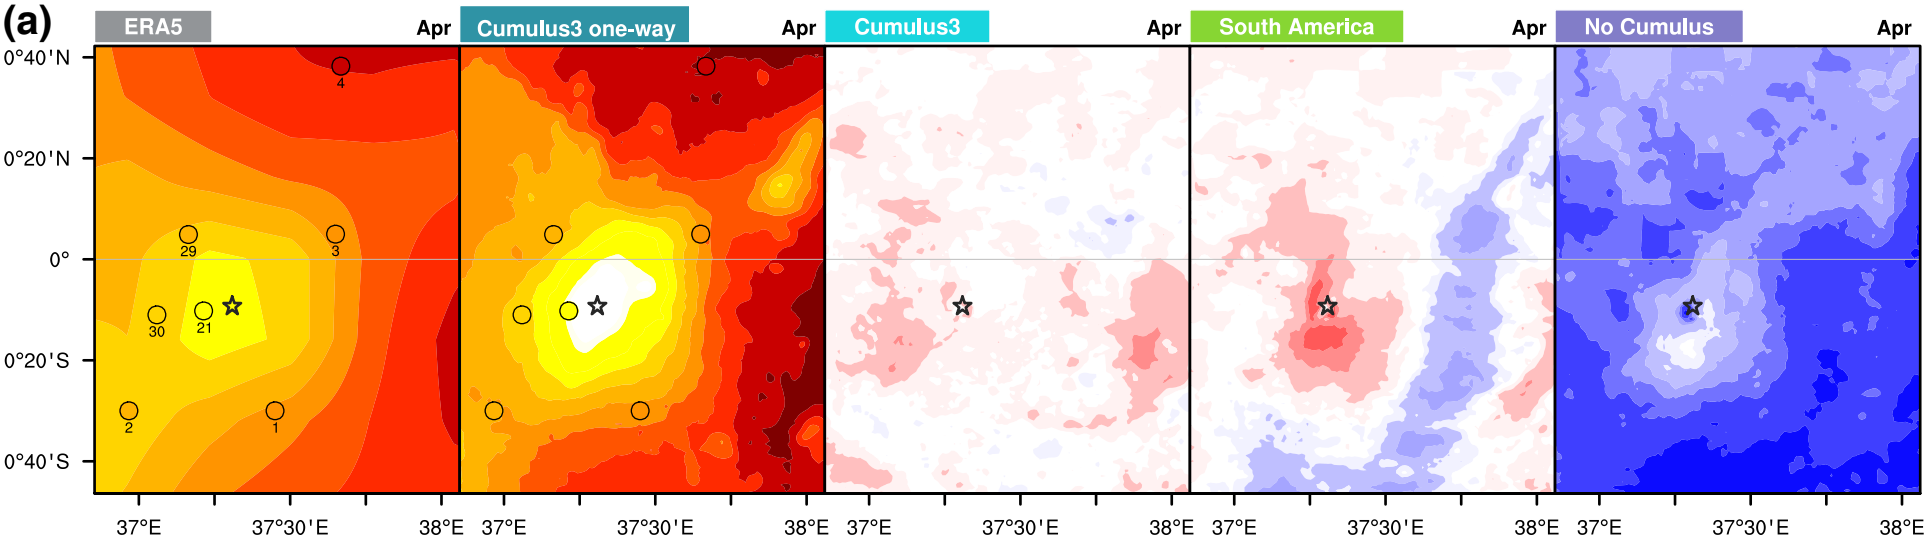 (a) ERA5 Apr Cumulus3 one-way Apr Cumulus3 Apr South America Apr No Cumulus Apr
0°40'N
4
0°20'N
29 3
0°
30 21
0°20'S
2 1
0°40'S
37°E 37°30'E 38°E 37°E 37°30'E 38°E 37°E 37°30'E 38°E 37°E 37°30'E 38°E 37°E 37°30'E 38°E